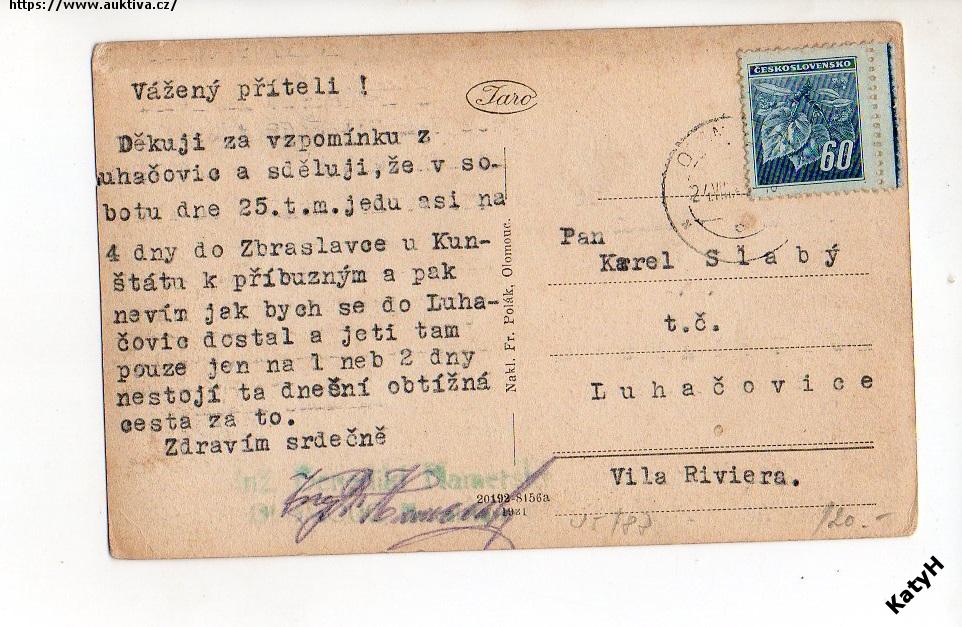 https://www.auktiva.cz/
Vážený příteli !
Děkuji za vzpomínku z
uhačovic a sděluji,že v so-
botu dne 25.t.m.jedu asi na
4 dny do Zbraslavce u Kun-
štátu k příbuzným a pak
nevím jak bych se do Luha-
čovic dostal a jeti tam
pouze jen na 1 neb 2 dny
nestojí ta dnešní obtížná
cesta za to.
Zdravím srdečně
Taro
Nakl. Fr. Polák, Olomouc.
20192-8156a
1931
ČESKOSLOVENSKO
60
Pan
Karel Slabý
t.č.
Luhačovice
Vila Riviera.
120.-
KatyH